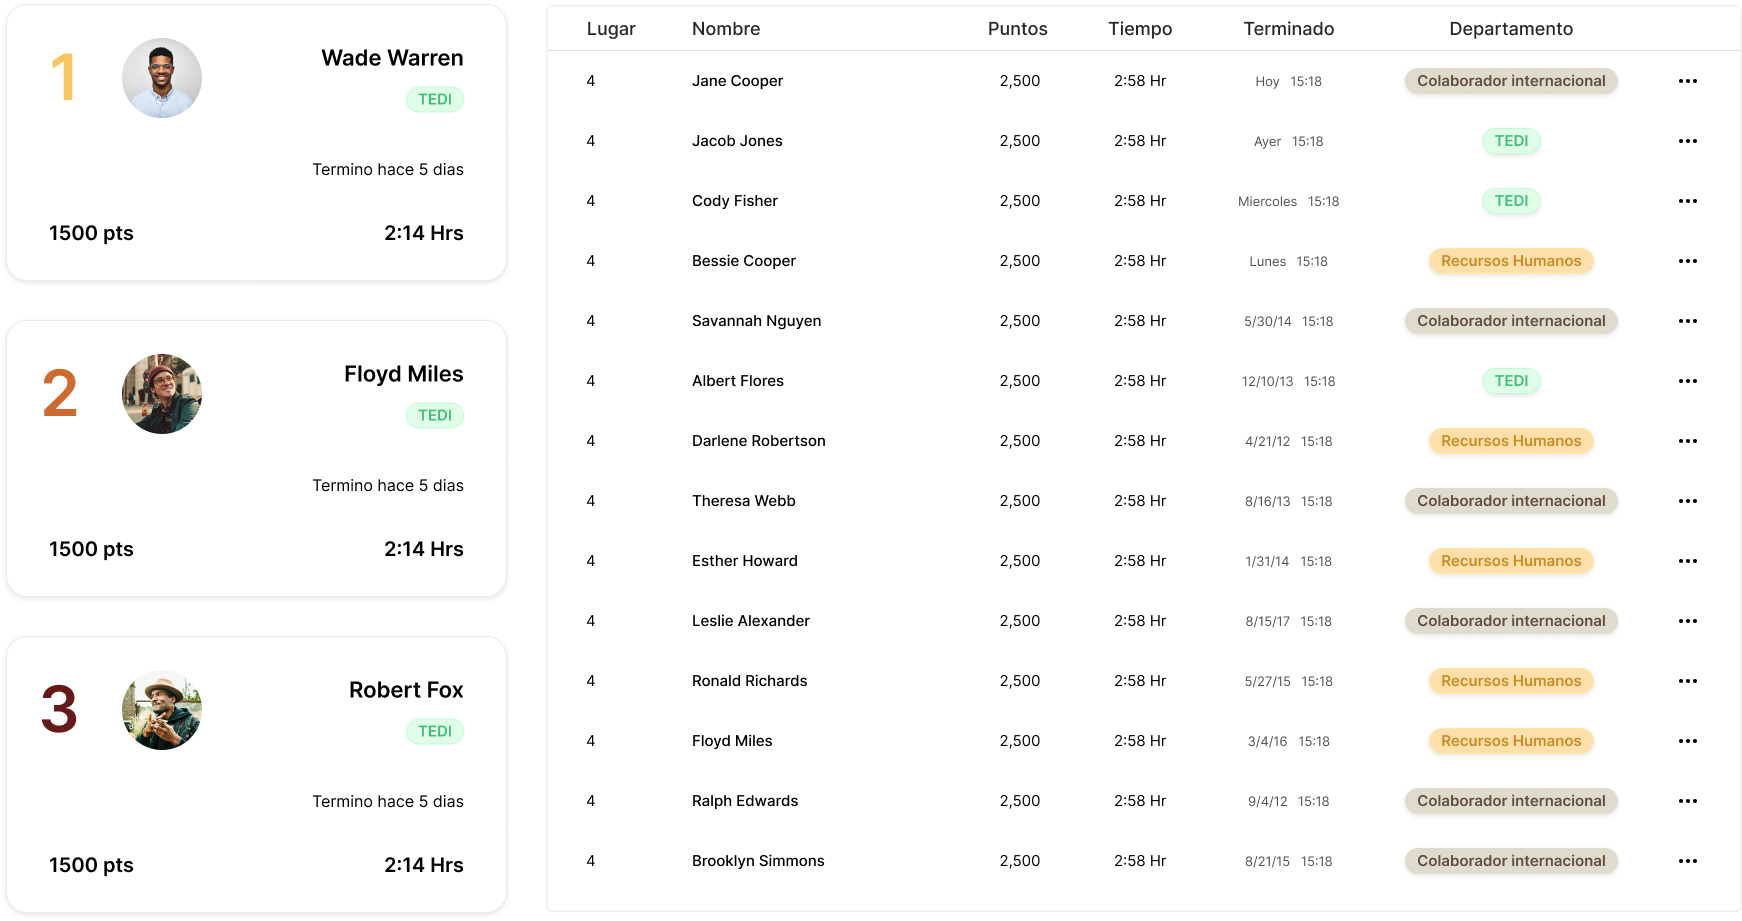 1
Wade Warren
TEDI
Termino hace 5 dias
1500 pts 2:14 Hrs
2
Floyd Miles
TEDI
Termino hace 5 dias
1500 pts 2:14 Hrs
3
Robert Fox
TEDI
Termino hace 5 dias
1500 pts 2:14 Hrs
Lugar Nombre Puntos Tiempo Terminado Departamento
4 Jane Cooper 2,500 2:58 Hr Hoy 15:18 Colaborador internacional
4 Jacob Jones 2,500 2:58 Hr Ayer 15:18 TEDI
4 Cody Fisher 2,500 2:58 Hr Miercoles 15:18 TEDI
4 Bessie Cooper 2,500 2:58 Hr Lunes 15:18 Recursos Humanos
4 Savannah Nguyen 2,500 2:58 Hr 5/30/14 15:18 Colaborador internacional
4 Albert Flores 2,500 2:58 Hr 12/10/13 15:18 TEDI
4 Darlene Robertson 2,500 2:58 Hr 4/21/12 15:18 Recursos Humanos
4 Theresa Webb 2,500 2:58 Hr 8/16/13 15:18 Colaborador internacional
4 Esther Howard 2,500 2:58 Hr 1/31/14 15:18 Recursos Humanos
4 Leslie Alexander 2,500 2:58 Hr 8/15/17 15:18 Colaborador internacional
4 Ronald Richards 2,500 2:58 Hr 5/27/15 15:18 Recursos Humanos
4 Floyd Miles 2,500 2:58 Hr 3/4/16 15:18 Recursos Humanos
4 Ralph Edwards 2,500 2:58 Hr 9/4/12 15:18 Colaborador internacional
4 Brooklyn Simmons 2,500 2:58 Hr 8/21/15 15:18 Colaborador internacional